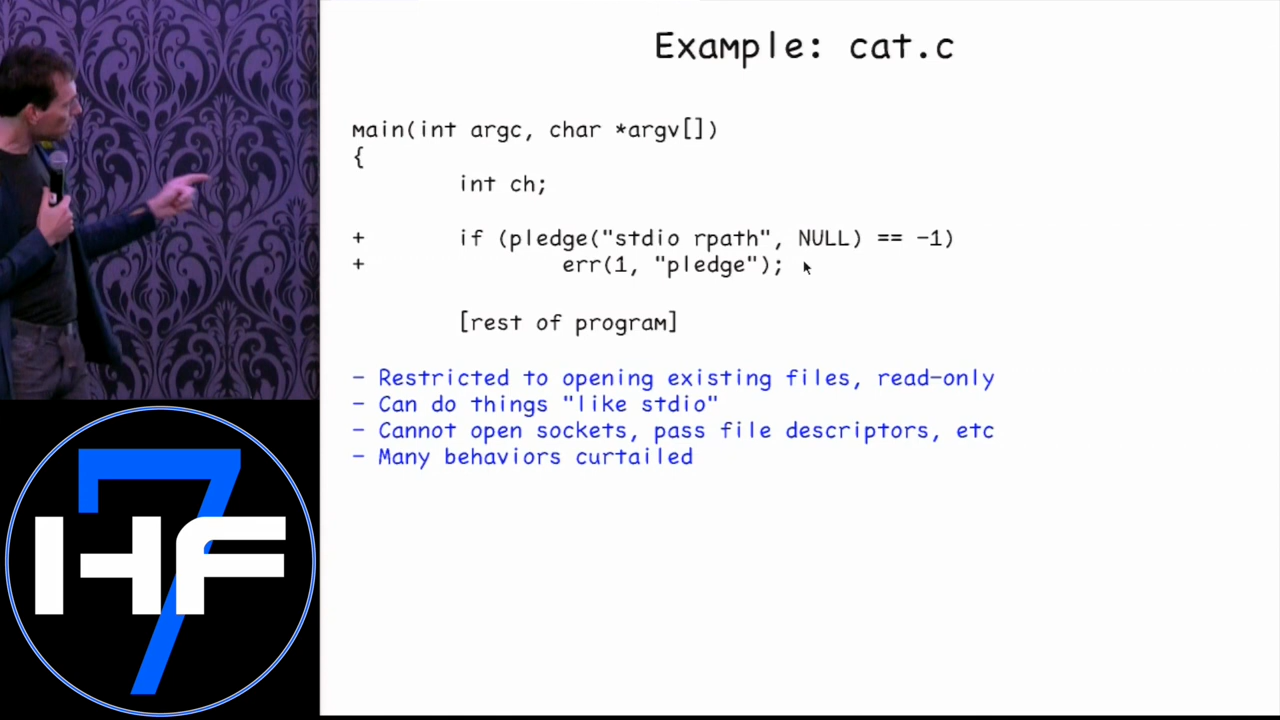 Example: cat.c
main(int argc, char *argv[])
{
int ch;
+ if (pledge("stdio rpath", NULL) == -1)
+ err(1, "pledge");
[rest of program]
- Restricted to opening existing files, read-only
- Can do things "like stdio"
- Cannot open sockets, pass file descriptors, etc
- Many behaviors curtailed
7
HF